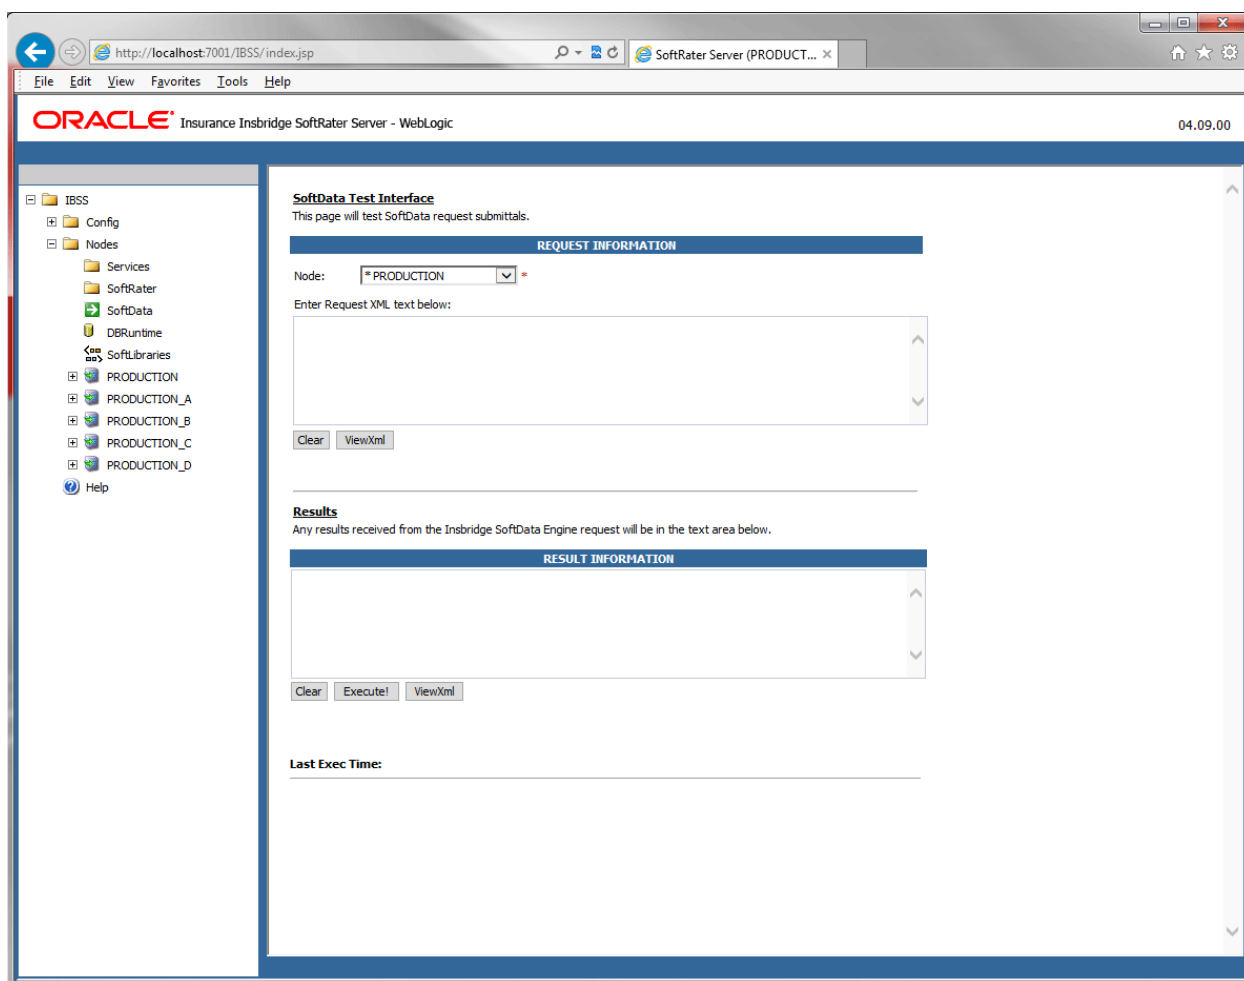 http://localhost:7001/IBSS/index.jsp
SoftRater Server (PRODUCT...
File Edit View Favorites Tools Help
ORACLE Insurance Insbridge SoftRater Server - WebLogic
04.09.00
IBSS
Config
Nodes
Services
SoftRater
SoftData
DBRuntime
SoftLibraries
PRODUCTION
PRODUCTION_A
PRODUCTION_B
PRODUCTION_C
PRODUCTION_D
Help
SoftData Test Interface
This page will test SoftData request submittals.
REQUEST INFORMATION
Node: * PRODUCTION *
Enter Request XML text below:
Clear ViewXml
Results
Any results received from the Insbridge SoftData Engine request will be in the text area below.
RESULT INFORMATION
Clear Execute! ViewXml
Last Exec Time: